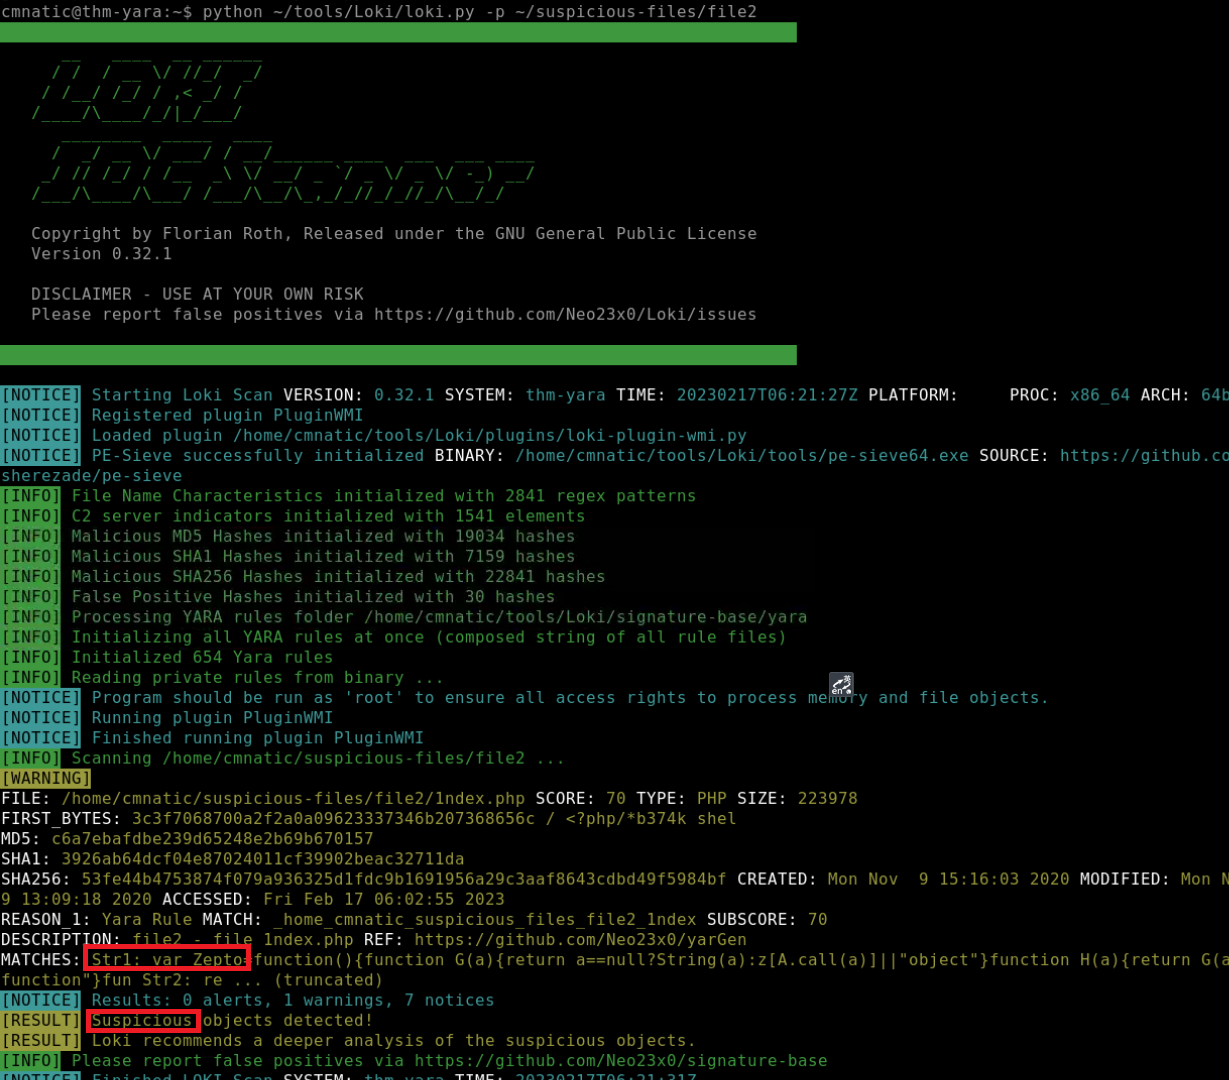 cmnatic@thm-yara:~$ python ~/tools/Loki/loki.py -p ~/suspicious-files/file2
LOKI
IOC Scanner
Copyright by Florian Roth, Released under the GNU General Public License
Version 0.32.1
DISCLAIMER - USE AT YOUR OWN RISK
Please report false positives via https://github.com/Neo23x0/Loki/issues
[NOTICE] Starting Loki Scan VERSION: 0.32.1 SYSTEM: thm-yara TIME: 20230217T06:21:27Z PLATFORM:     PROC: x86_64 ARCH: 64b
[NOTICE] Registered plugin PluginWMI
[NOTICE] Loaded plugin /home/cmnatic/tools/Loki/plugins/loki-plugin-wmi.py
[NOTICE] PE-Sieve successfully initialized BINARY: /home/cmnatic/tools/Loki/tools/pe-sieve64.exe SOURCE: https://github.co
sherezade/pe-sieve
[INFO] File Name Characteristics initialized with 2841 regex patterns
[INFO] C2 server indicators initialized with 1541 elements
[INFO] Malicious MD5 Hashes initialized with 19034 hashes
[INFO] Malicious SHA1 Hashes initialized with 7159 hashes
[INFO] Malicious SHA256 Hashes initialized with 22841 hashes
[INFO] False Positive Hashes initialized with 30 hashes
[INFO] Processing YARA rules folder /home/cmnatic/tools/Loki/signature-base/yara
[INFO] Initializing all YARA rules at once (composed string of all rule files)
[INFO] Initialized 654 Yara rules
[INFO] Reading private rules from binary ...
[NOTICE] Program should be run as 'root' to ensure all access rights to process memory and file objects.
[NOTICE] Running plugin PluginWMI
[NOTICE] Finished running plugin PluginWMI
[INFO] Scanning /home/cmnatic/suspicious-files/file2 ...
[WARNING]
FILE: /home/cmnatic/suspicious-files/file2/1ndex.php SCORE: 70 TYPE: PHP SIZE: 223978
FIRST_BYTES: 3c3f7068700a2f2a0a09623337346b207368656c / <?php/*b374k shel
MD5: c6a7ebafdbe239d65248e2b69b670157
SHA1: 3926ab64dcf04e87024011cf39902beac32711da
SHA256: 53fe44b4753874f079a936325d1fdc9b1691956a29c3aaf8643cdbd49f5984bf CREATED: Mon Nov  9 15:16:03 2020 MODIFIED: Mon N
9 13:09:18 2020 ACCESSED: Fri Feb 17 06:02:55 2023
REASON_1: Yara Rule MATCH: _home_cmnatic_suspicious_files_file2_1ndex SUBSCORE: 70
DESCRIPTION: file2 - file 1ndex.php REF: https://github.com/Neo23x0/yarGen
MATCHES: Str1: var Zepto=function(){function G(a){return a==null?String(a):z[A.call(a)]||"object"}function H(a){return G(a
function"}fun Str2: re ... (truncated)
[NOTICE] Results: 0 alerts, 1 warnings, 7 notices
[RESULT] Suspicious objects detected!
[RESULT] Loki recommends a deeper analysis of the suspicious objects.
[INFO] Please report false positives via https://github.com/Neo23x0/signature-base
[NOTICE] Finished LOKI Scan SYSTEM: thm-yara TIME: 20230217T06:21:31Z